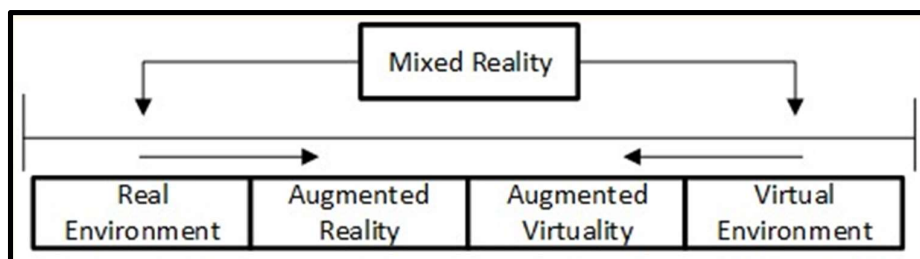 Mixed Reality
Real
Environment
Augmented
Reality
Augmented
Virtuality
Virtual
Environment